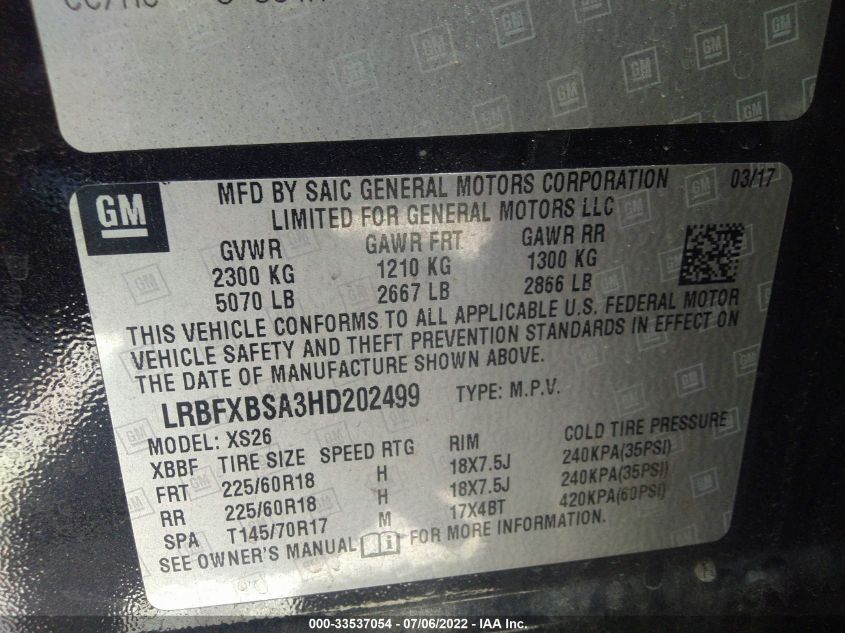 GM
MFD BY SAIC GENERAL MOTORS CORPORATION 03/17
LIMITED FOR GENERAL MOTORS LLC
GVWR GAWR FRT GAWR RR
2300 KG 1210 KG 1300 KG
5070 LB 2667 LB 2866 LB
THIS VEHICLE CONFORMS TO ALL APPLICABLE U.S. FEDERAL MOTOR
VEHICLE SAFETY AND THEFT PREVENTION STANDARDS IN EFFECT ON
THE DATE OF MANUFACTURE SHOWN ABOVE.
LRBFXBSA3HD202499 TYPE: M.P.V.
MODEL: XS26
XBBF TIRE SIZE SPEED RTG RIM COLD TIRE PRESSURE
FRT 225/60R18 H 18X7.5J 240KPA(35PSI)
RR 225/60R18 H 18X7.5J 240KPA(35PSI)
SPA T145/70R17 M 17X4BT 420KPA(60PSI)
SEE OWNER'S MANUAL FOR MORE INFORMATION.
000-33537054 - 07/06/2022 - IAA Inc.